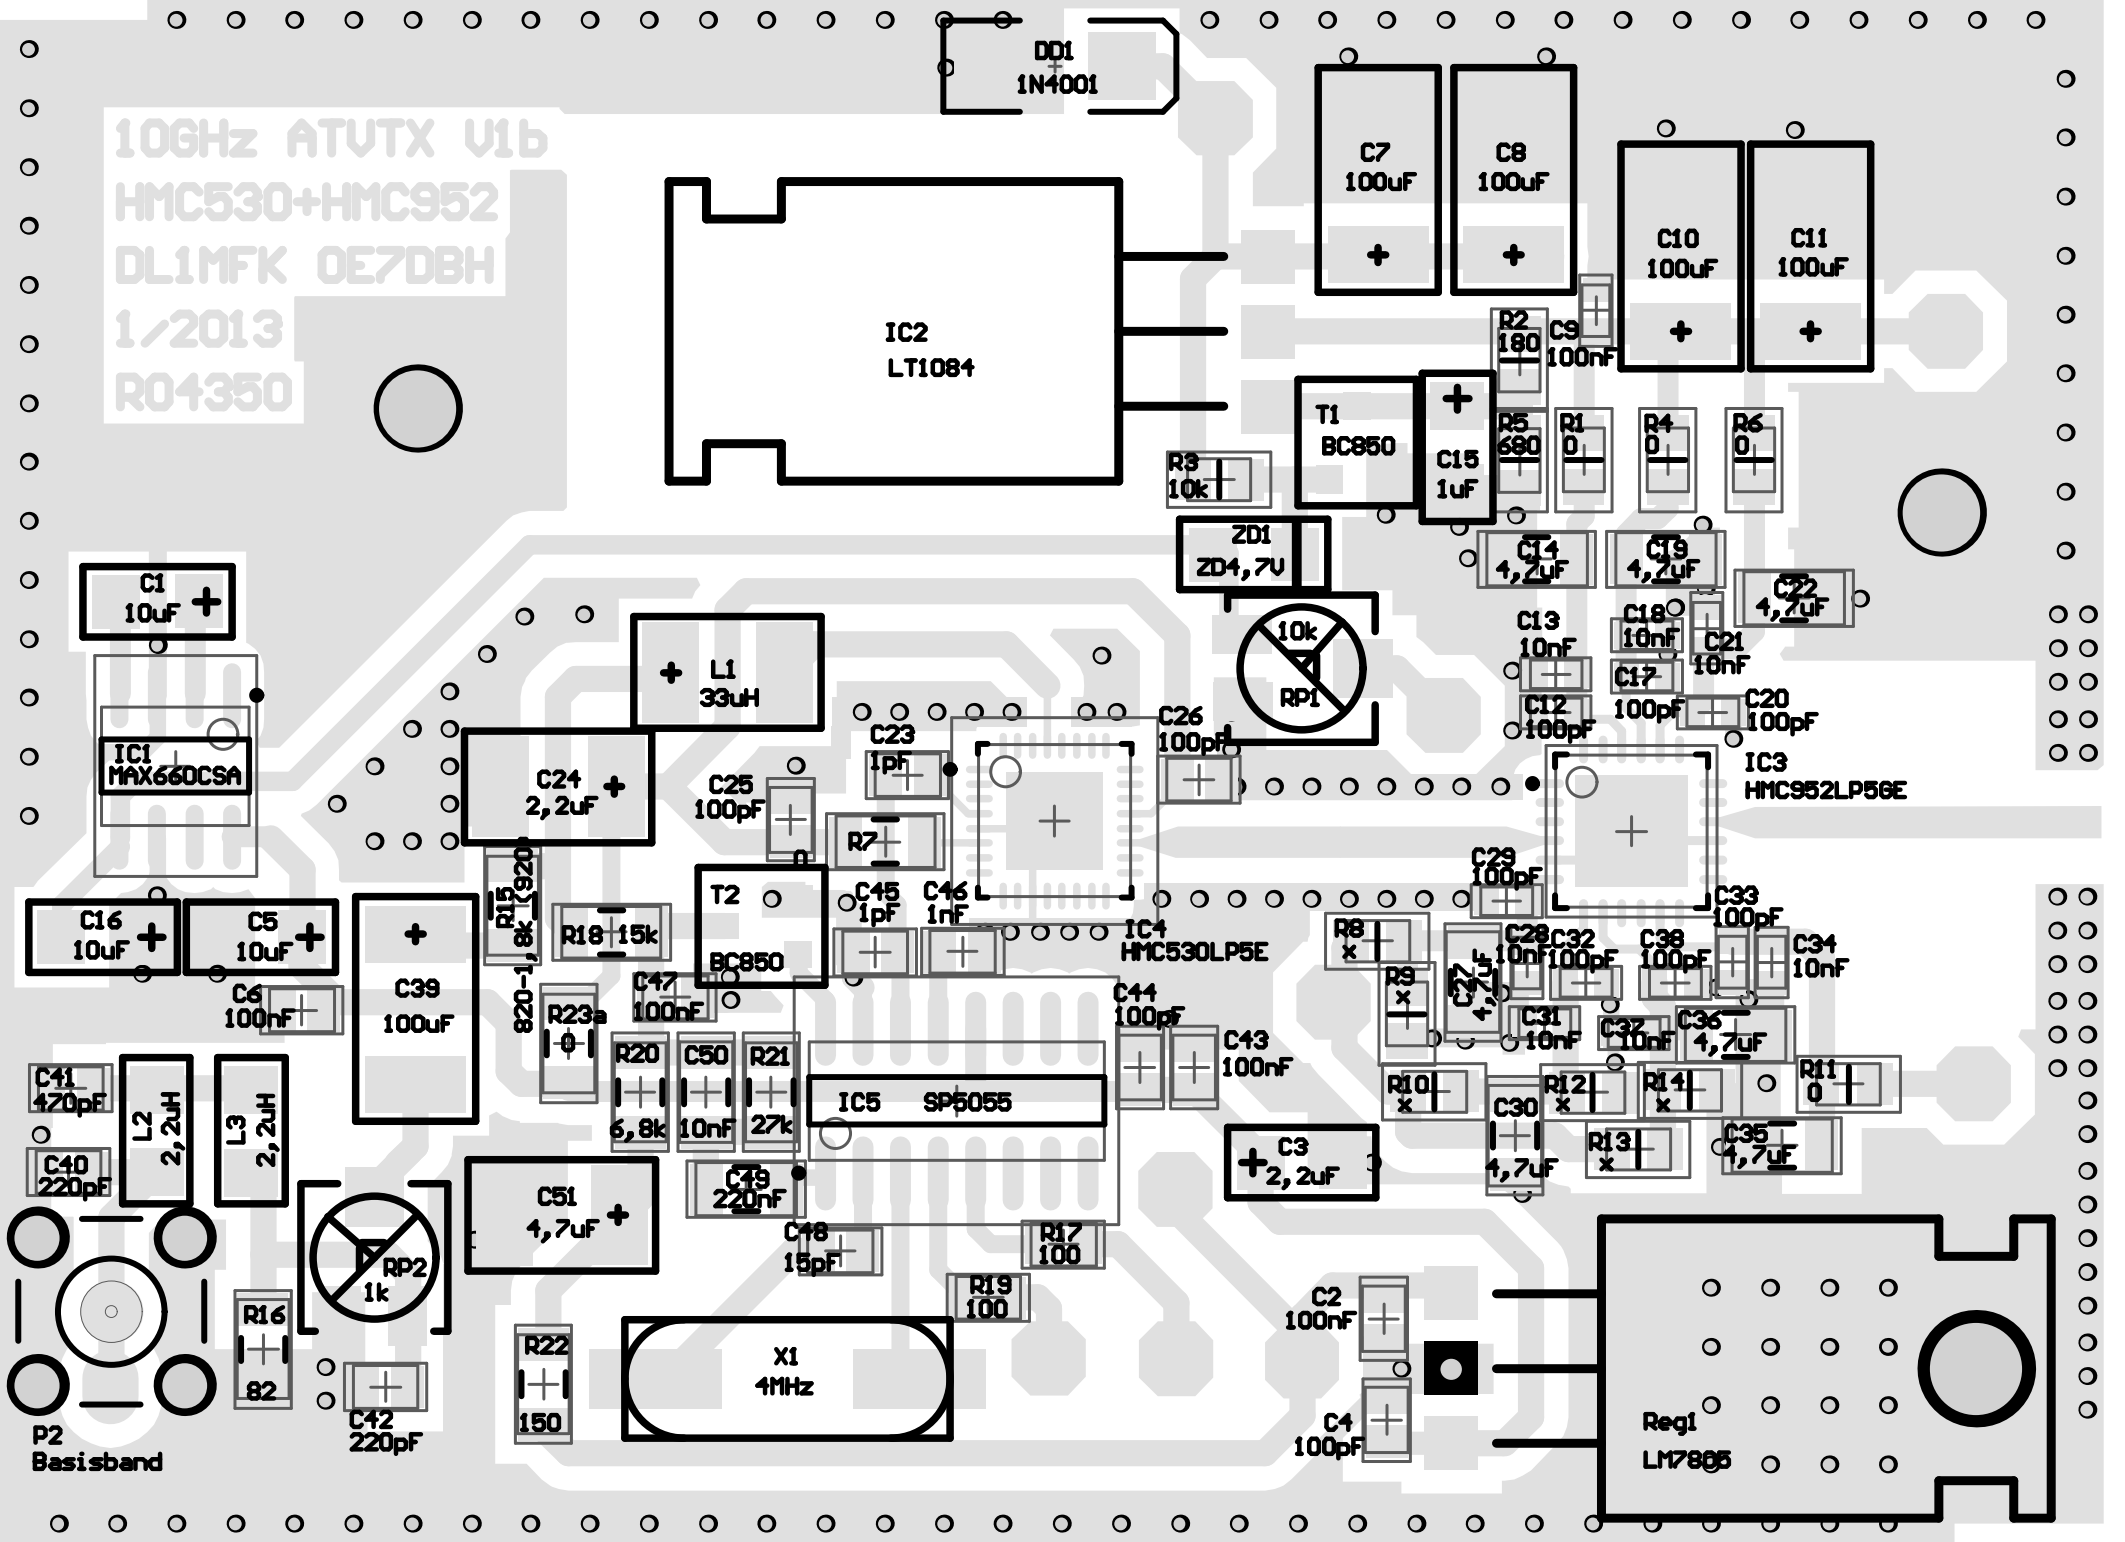 10GHz ATVTX V1b
HMC530+HMC952
DL1MFK OE7DBH
1/2013
RO4350
DD1
1N4001
C7
100uF
C8
100uF
C10
100uF
C11
100uF
IC2
LT1084
R2
180
C9
100nF
T1
BC850
C15
1uF
R5
680
R1
0
R4
0
R6
0
R3
10k
ZD1
ZD4,7V
C14
4,7uF
C19
4,7uF
C22
4,7uF
C1
10uF
10k
RP1
C13
10nF
C18
10nF
C21
10nF
C17
100pF
C12
100pF
C20
100pF
L1
33uH
C23
1pF
C26
100pF
IC1
MAX660CSA
C24
2,2uF
C25
100pF
R7
0
IC3
HMC952LP5GE
C29
100pF
C16
10uF
C5
10uF
R15
820-1,8k (920)
R18 15k
T2
BC850
C45
1pF
C46
1nF
IC4
HMC530LP5E
R8
x
C33
100pF
C34
10nF
C28
10nF
C32
100pF
C38
100pF
C27
4,7uF
R9
x
C6
100nF
C39
100uF
C47
100nF
R23a
0
C44
100pF
C43
100nF
C31
10nF
C37
10nF
C36
4,7uF
R20
6,8k
C50
10nF
R21
27k
IC5 SP5055
R10
x
R12
x
R14
x
R11
0
C41
470pF
L2
2,2uH
L3
2,2uH
C40
220pF
C30
4,7uF
R13
x
C35
4,7uF
C3
2,2uF
C51
4,7uF
C49
220nF
C48
15pF
R17
100
R19
100
RP2
1k
R16
82
C42
220pF
R22
150
X1
4MHz
C2
100nF
C4
100pF
Reg1
LM7805
P2
Basisband